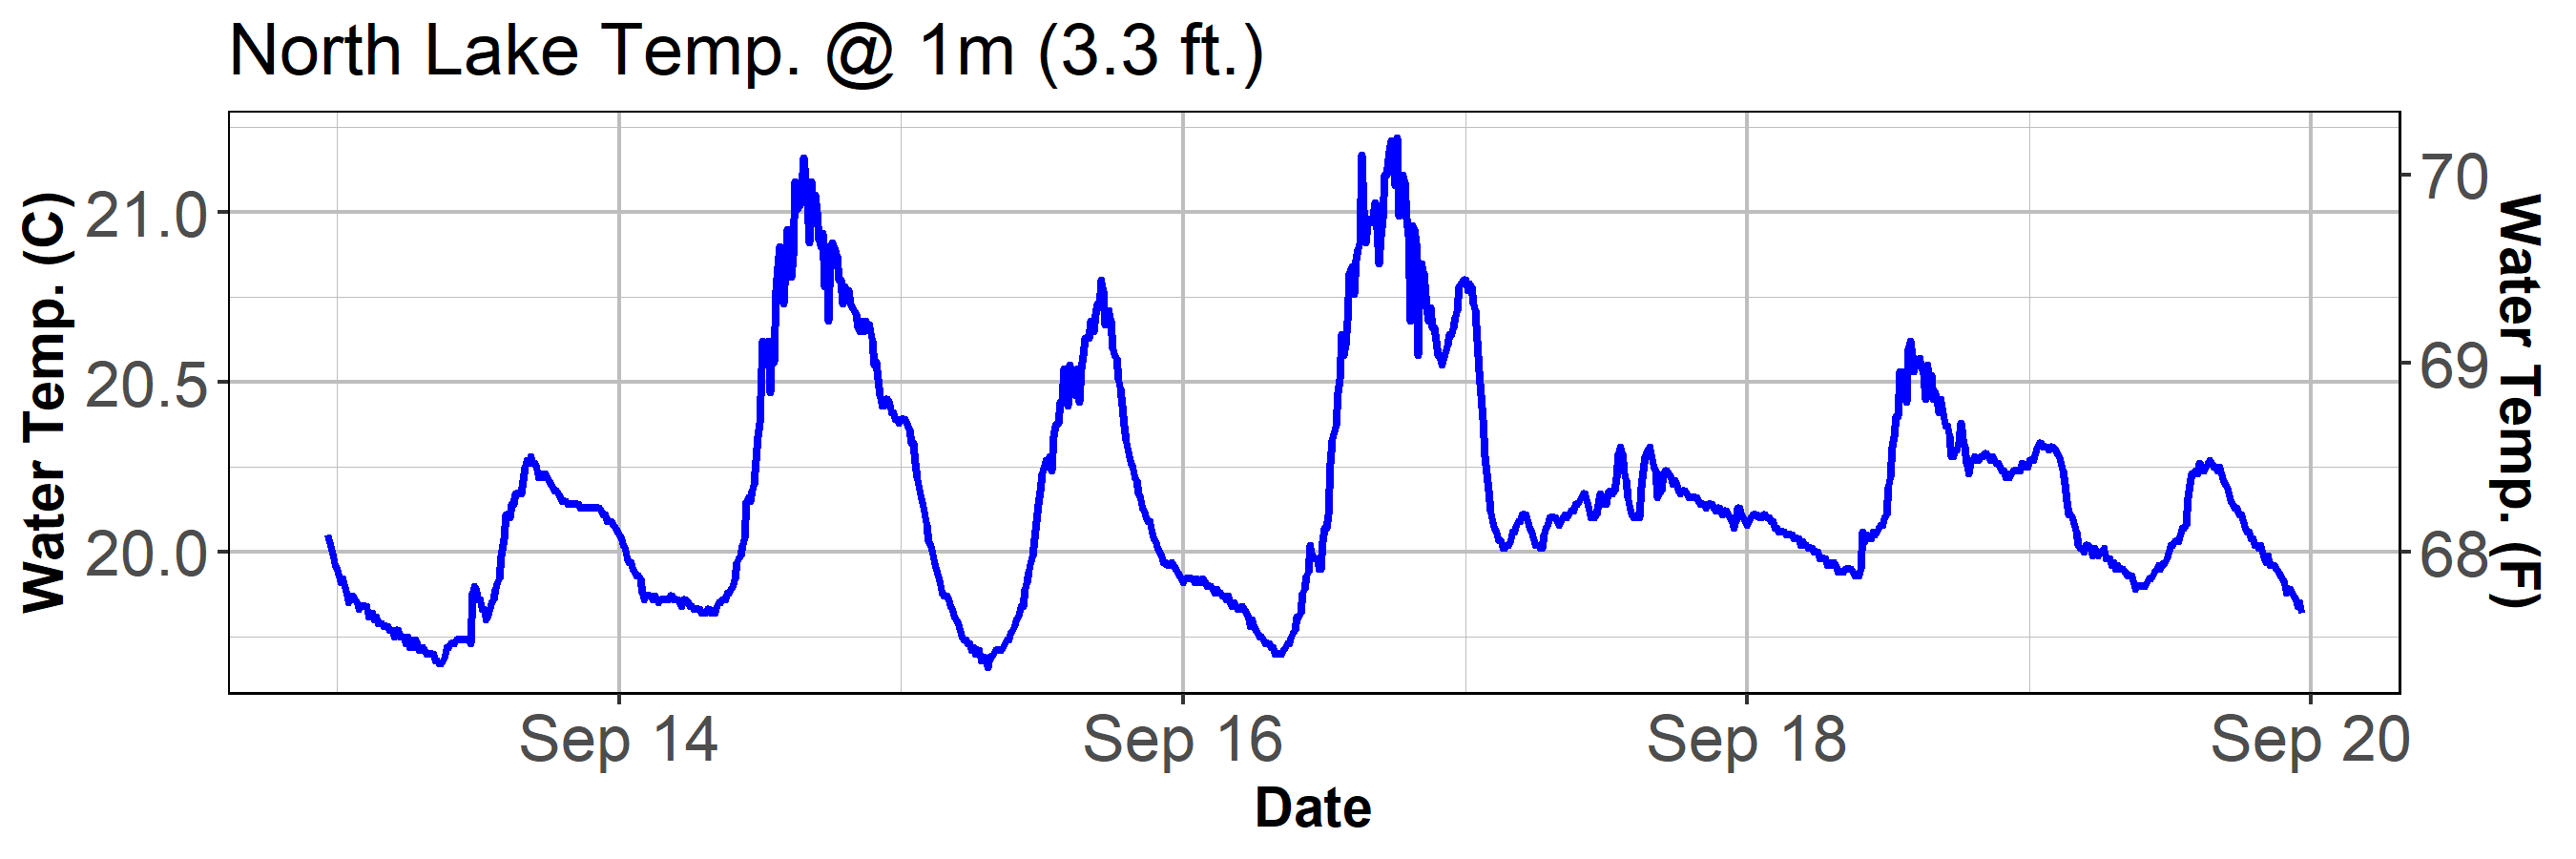 North Lake Temp. @ 1m (3.3 ft.)
Water Temp. (C)
21.0
20.5
20.0
70
69
68
Water Temp. (F)
Sep 14
Sep 16
Sep 18
Sep 20
Date